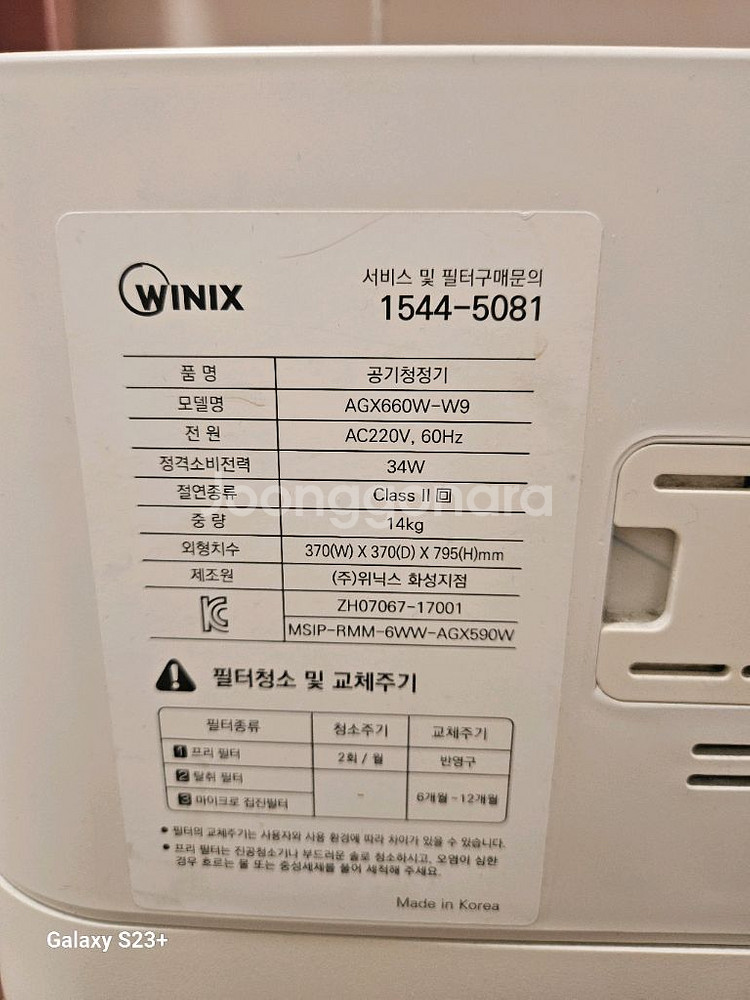 WINIX
서비스 및 필터구매문의
1544-5081
품 명 공기청정기
모델명 AGX660W-W9
전 원 AC220V, 60Hz
정격소비전력 34W
절연종류 Class II
중 량 14kg
외형치수 370(W) X 370(D) X 795(H)mm
제조원 (주)위닉스 화성지점
ZH07067-17001
MSIP-RMM-6WW-AGX590W
필터청소 및 교체주기
필터종류 청소주기 교체주기
1 프리 필터 2회 / 월 반영구
2 탈취 필터
3 마이크로 집진필터 - 6개월 - 12개월
• 필터의 교체주기는 사용자와 사용 환경에 따라 차이가 있을 수 있습니다.
• 프리 필터는 진공청소기나 부드러운 솔로 청소하시고, 오염이 심한
경우 흐르는 물 또는 중성세제를 풀어 세척해 주세요.
Made in Korea
Joonggonara
Galaxy S23+